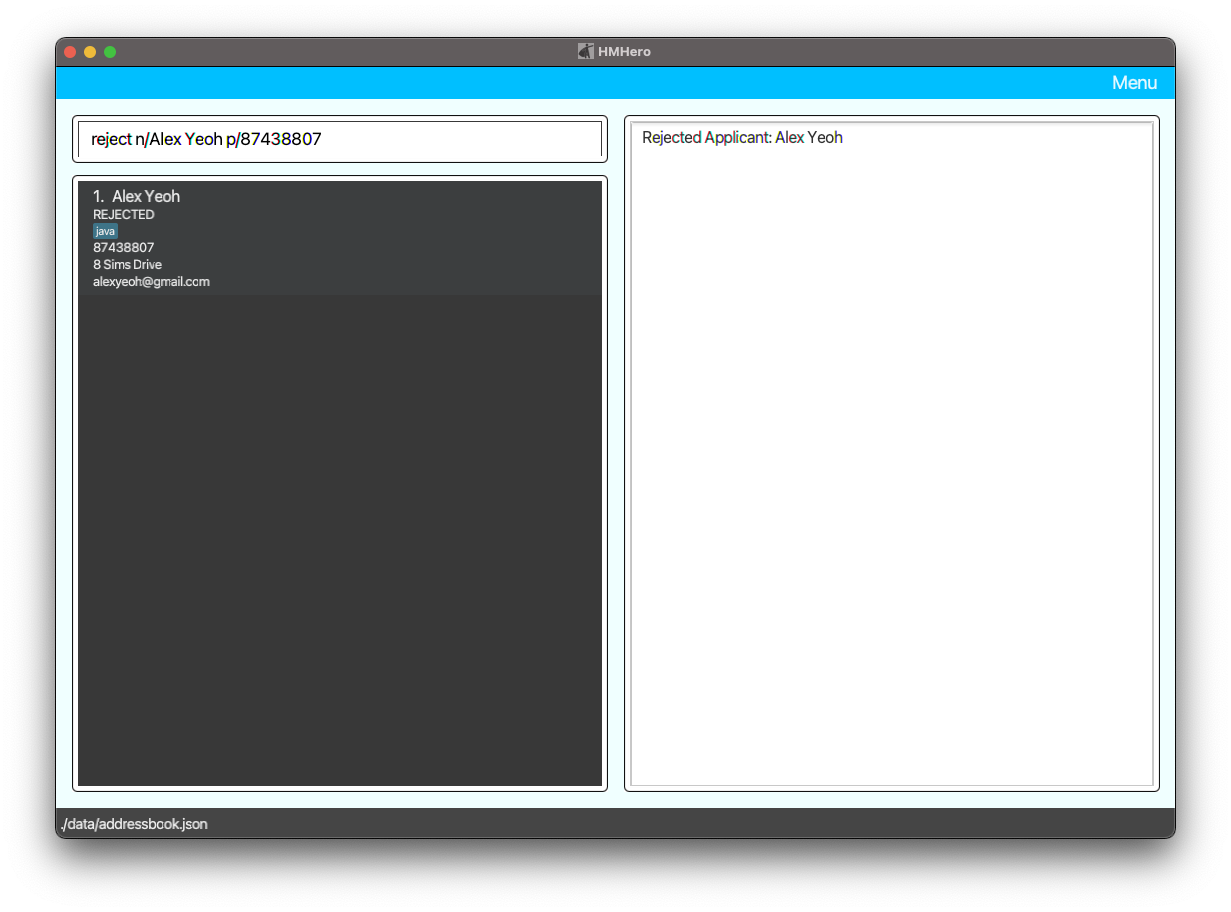 HMHero
Menu
reject n/Alex Yeoh p/87438807
1. Alex Yeoh
REJECTED
java
87438807
8 Sims Drive
alexyeoh@gmail.com
Rejected Applicant: Alex Yeoh
./data/addressbook.json